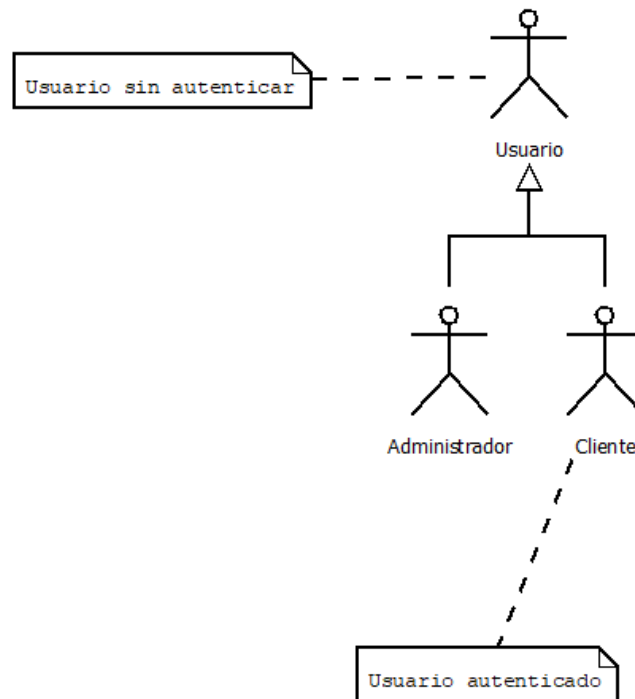 Usuario sin autenticar
Usuario
Administrador
Cliente
Usuario autenticado